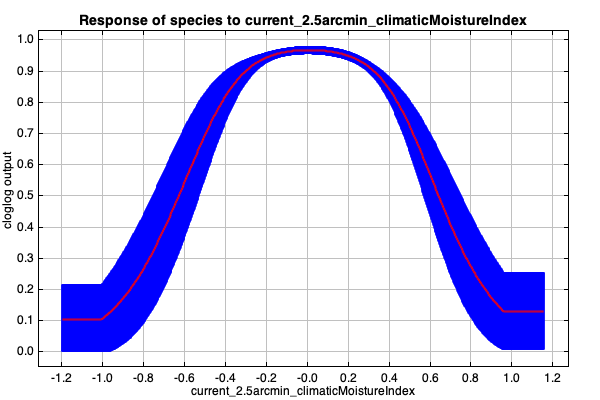 Response of species to current_2.5arcmin_climaticMoistureIndex
1.0
0.9
0.8
0.7
0.6
0.5
0.4
0.3
0.2
0.1
0.0
cloglog output
-1.2 -1.0 -0.8 -0.6 -0.4 -0.2 -0.0 0.2 0.4 0.6 0.8 1.0 1.2
current_2.5arcmin_climaticMoistureIndex